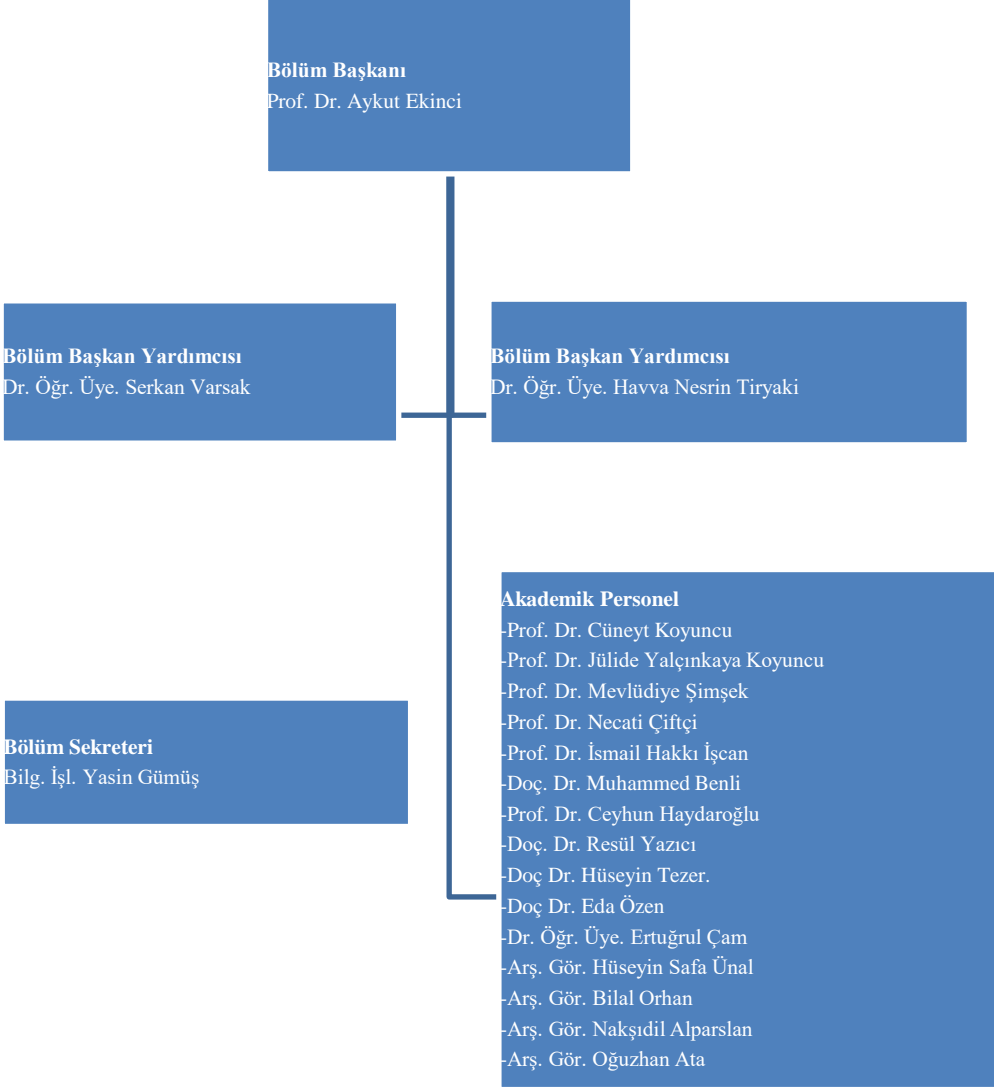 Bölüm Başkanı
Prof. Dr. Aykut Ekinci
Bölüm Başkan Yardımcısı
Dr. Öğr. Üye. Serkan Varsak
Bölüm Başkan Yardımcısı
Dr. Öğr. Üye. Havva Nesrin Tiryaki
Bölüm Sekreteri
Bilg. İşl. Yasin Gümüş
Akademik Personel
-Prof. Dr. Cüneyt Koyuncu
-Prof. Dr. Jülide Yalçınkaya Koyuncu
-Prof. Dr. Mevlüdiye Şimşek
-Prof. Dr. Necati Çiftçi
-Prof. Dr. İsmail Hakkı İşcan
-Doç. Dr. Muhammed Benli
-Prof. Dr. Ceyhun Haydaroğlu
-Doç. Dr. Resül Yazıcı
-Doç Dr. Hüseyin Tezer.
-Doç Dr. Eda Özen
-Dr. Öğr. Üye. Ertuğrul Çam
-Arş. Gör. Hüseyin Safa Ünal
-Arş. Gör. Bilal Orhan
-Arş. Gör. Nakşıdil Alparslan
-Arş. Gör. Oğuzhan Ata